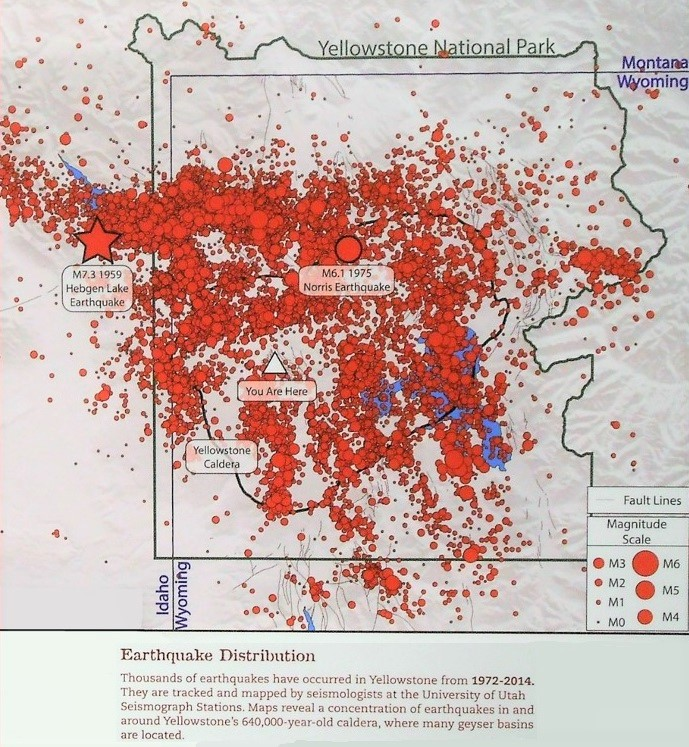 Yellowstone National Park
Montana
Wyoming
M7.3 1959
Hebgen Lake
Earthquake
M6.1 1975
Norris Earthquake
You Are Here
Yellowstone
Caldera
Idaho
Wyoming
Fault Lines
Magnitude
Scale
M3
M6
M2
M5
M1
M4
M0
Earthquake Distribution
Thousands of earthquakes have occurred in Yellowstone from 1972-2014.
They are tracked and mapped by seismologists at the University of Utah
Seismograph Stations. Maps reveal a concentration of earthquakes in and
around Yellowstone's 640,000-year-old caldera, where many geyser basins
are located.